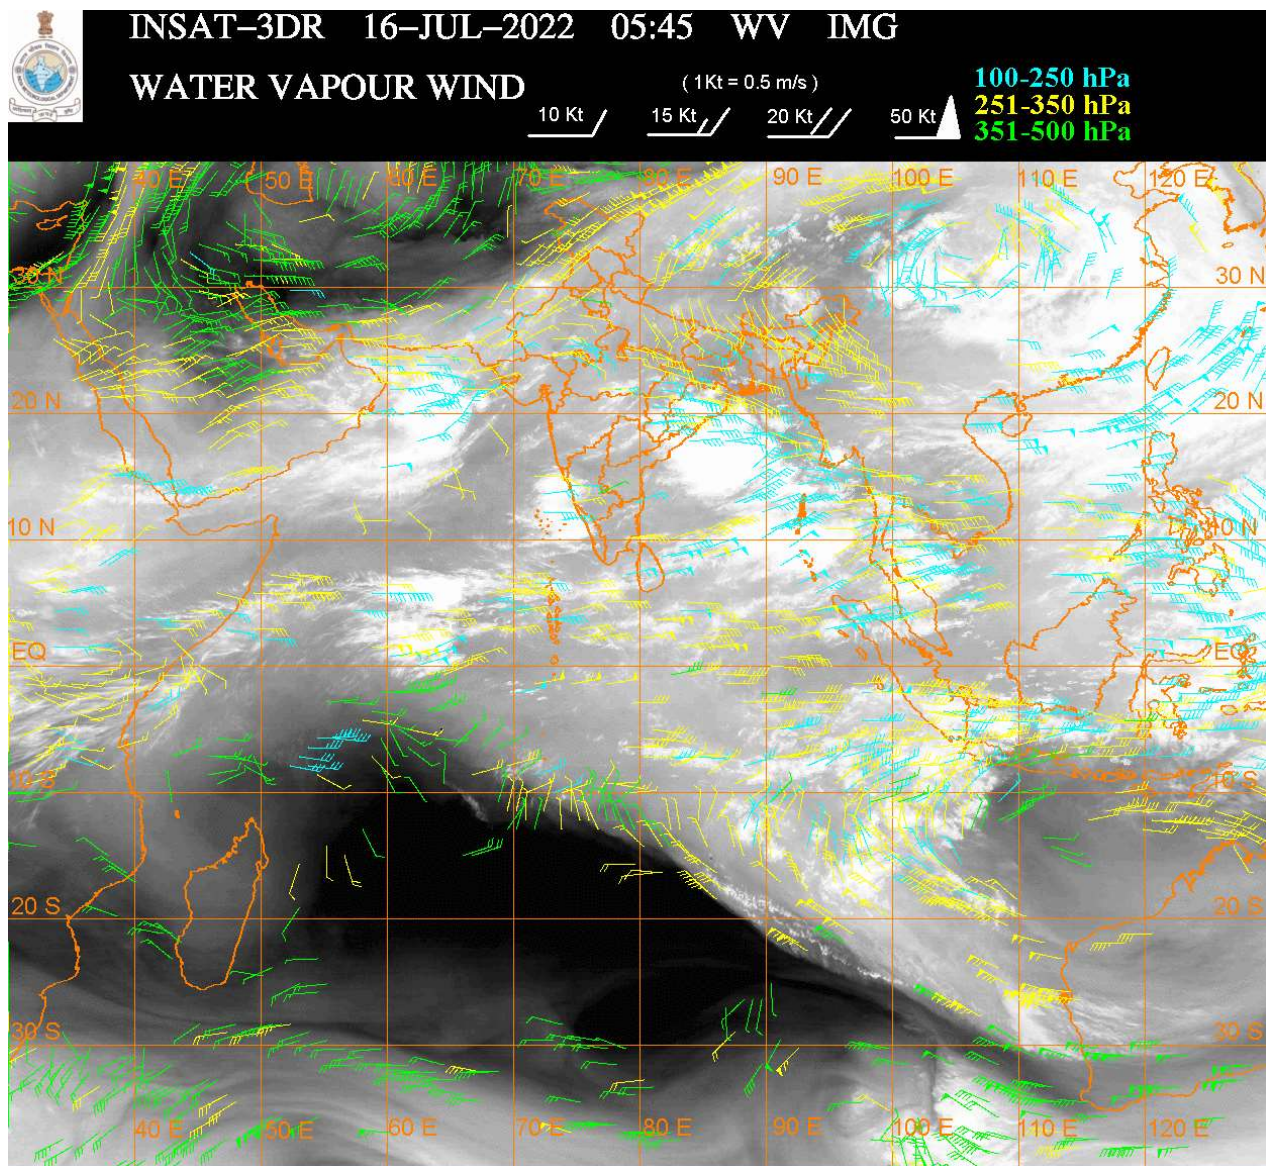 INSAT-3DR 16-JUL-2022 05:45 WV IMG
WATER VAPOUR WIND
( 1Kt = 0.5 m/s )
10 Kt 15 Kt 20 Kt 50 Kt
100-250 hPa
251-350 hPa
351-500 hPa
40 E 50 E 60 E 70 E 80 E 90 E 100 E 110 E 120 E
30 N 30 N
20 N 20 N
10 N 10 N
EQ EQ
10 S 10 S
20 S 20 S
30 S 30 S
40 E 50 E 60 E 70 E 80 E 90 E 100 E 110 E 120 E